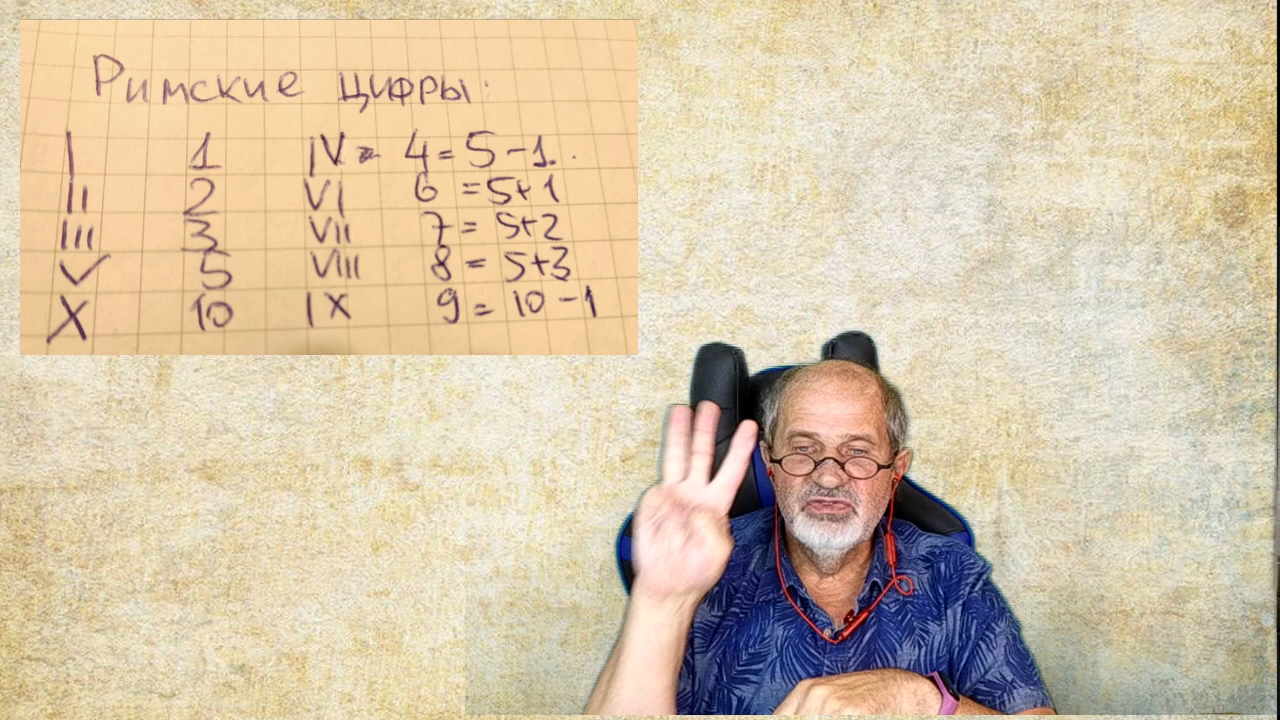 Римские цифры:
I 1 IV = 4 = 5 - 1.
II 2 VI 6 = 5 + 1
III 3 VII 7 = 5 + 2
V 5 VIII 8 = 5 + 3
X 10 IX 9 = 10 - 1